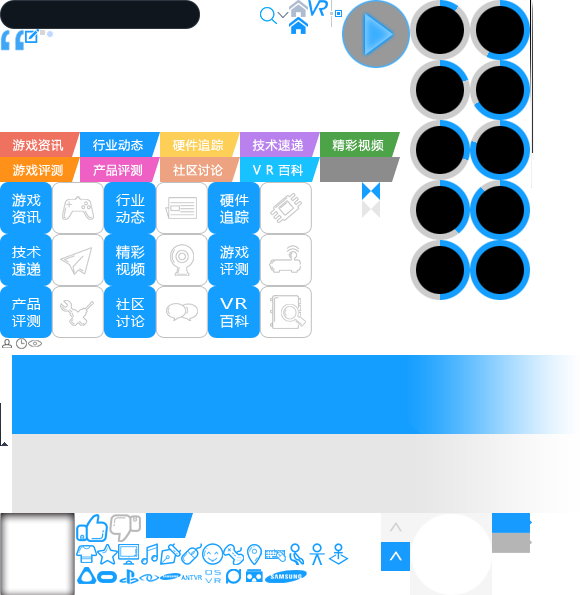 VR
游戏资讯 行业动态 硬件追踪 技术速递 精彩视频
游戏评测 产品评测 社区讨论 VR百科
游戏 行业 硬件
资讯 动态 追踪
技术 精彩 游戏
速递 视频 评测
产品 社区 VR
评测 讨论 百科
ANTVR
OS
VR
SAMSUNG